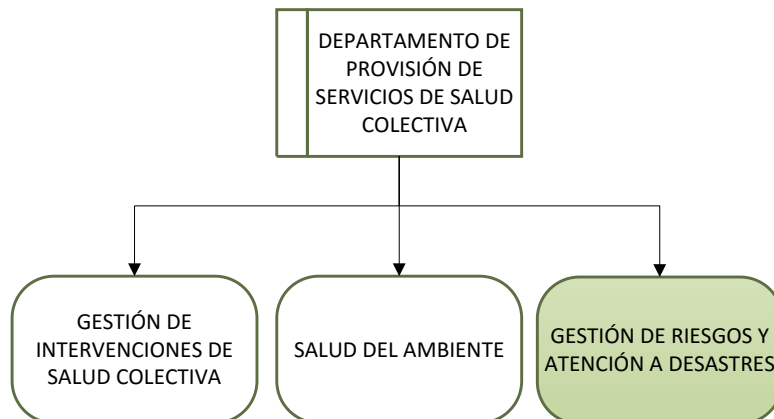 DEPARTAMENTO DE
PROVISIÓN DE
SERVICIOS DE SALUD
COLECTIVA
GESTIÓN DE
INTERVENCIONES DE
SALUD COLECTIVA
SALUD DEL AMBIENTE
GESTIÓN DE RIESGOS Y
ATENCIÓN A DESASTRES